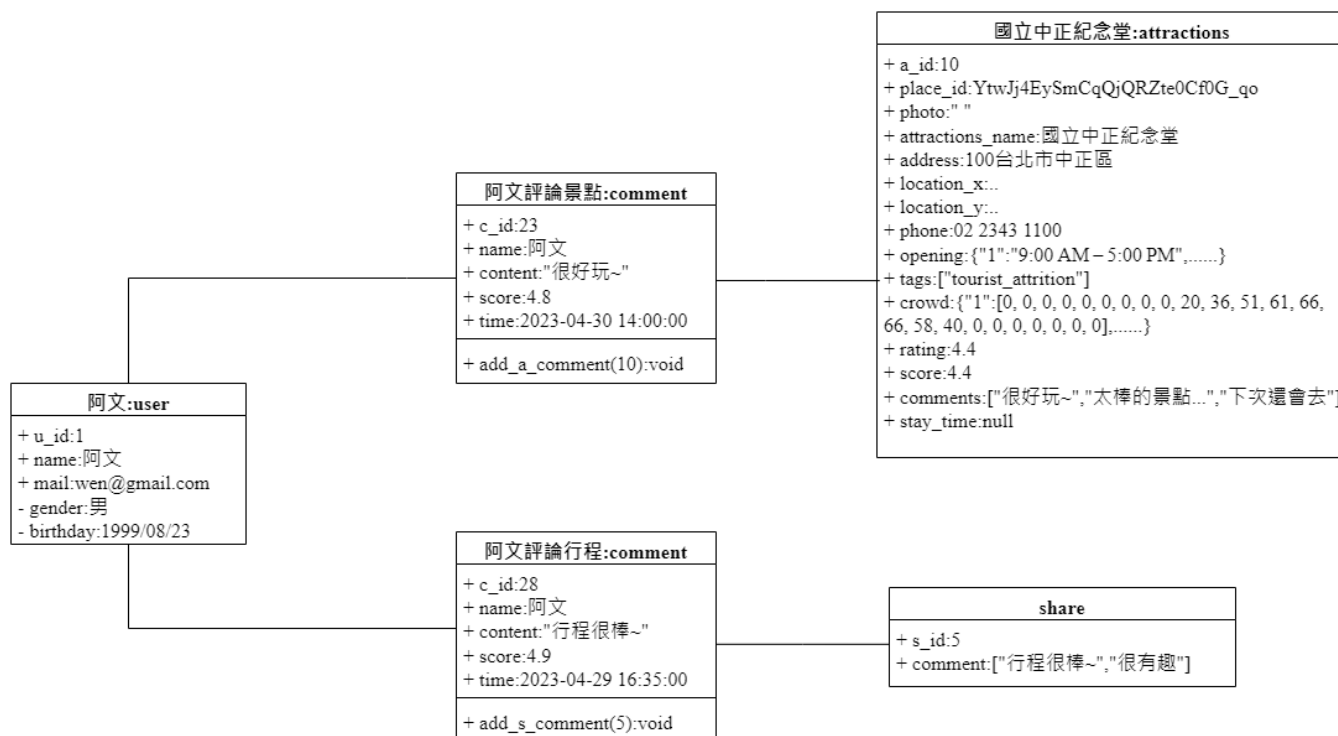 國立中正紀念堂:attractions
+ a_id:10
+ place_id:YtwJj4EySmCqQjQRZte0Cf0G_qo
+ photo:" "
+ attractions_name:國立中正紀念堂
+ address:100台北市中正區
+ location_x:..
+ location_y:..
+ phone:02 2343 1100
+ opening:{"1":"9:00 AM – 5:00 PM",......}
+ tags:["tourist_attrition"]
+ crowd:{"1":[0, 0, 0, 0, 0, 0, 0, 0, 0, 20, 36, 51, 61, 66,
66, 58, 40, 0, 0, 0, 0, 0, 0, 0],......}
+ rating:4.4
+ score:4.4
+ comments:["很好玩~","太棒的景點...","下次還會去"]
+ stay_time:null
阿文評論景點:comment
+ c_id:23
+ name:阿文
+ content:"很好玩~"
+ score:4.8
+ time:2023-04-30 14:00:00
+ add_a_comment(10):void
阿文:user
+ u_id:1
+ name:阿文
+ mail:wen@gmail.com
- gender:男
- birthday:1999/08/23
阿文評論行程:comment
+ c_id:28
+ name:阿文
+ content:"行程很棒~"
+ score:4.9
+ time:2023-04-29 16:35:00
+ add_s_comment(5):void
share
+ s_id:5
+ comment:["行程很棒~","很有趣"]